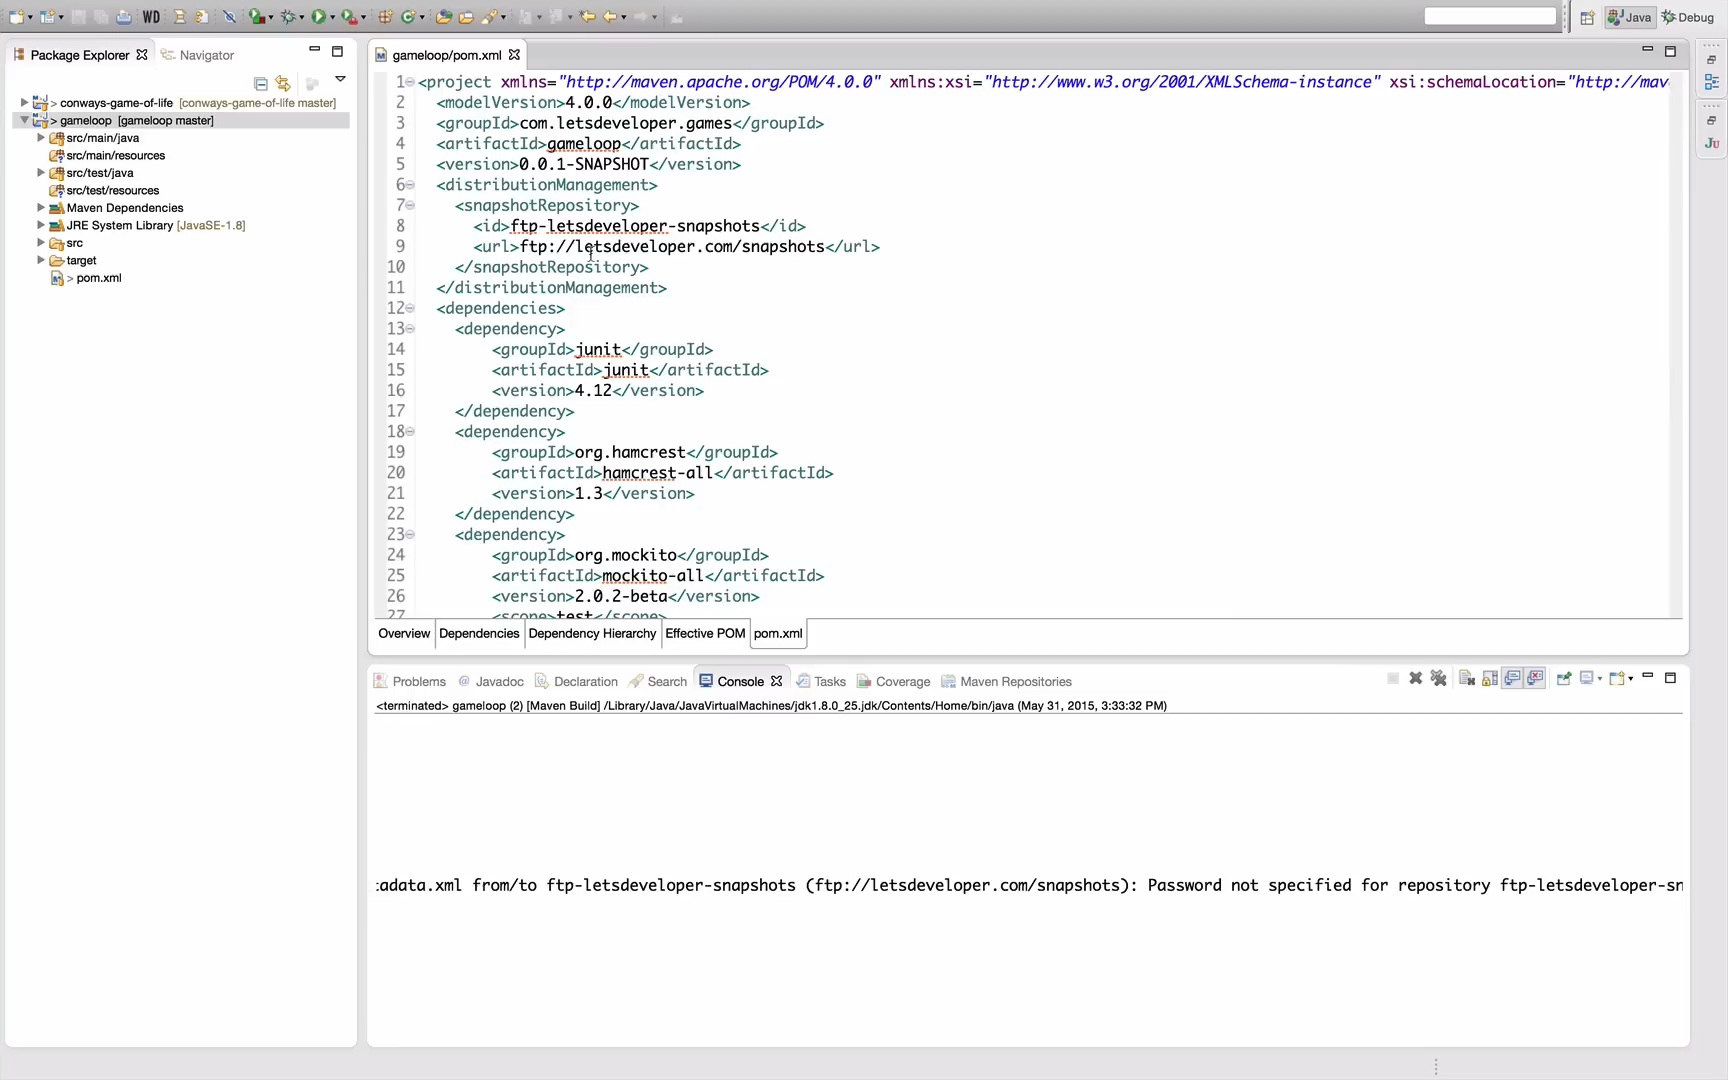 WD
Java
Debug
Package Explorer
Navigator
> conways-game-of-life [conways-game-of-life master]
> gameloop [gameloop master]
src/main/java
src/main/resources
src/test/java
src/test/resources
Maven Dependencies
JRE System Library [JavaSE-1.8]
src
target
> pom.xml
gameloop/pom.xml
1 <project xmlns="http://maven.apache.org/POM/4.0.0" xmlns:xsi="http://www.w3.org/2001/XMLSchema-instance" xsi:schemaLocation="http://mav
2 <modelVersion>4.0.0</modelVersion>
3 <groupId>com.letsdeveloper.games</groupId>
4 <artifactId>gameloop</artifactId>
5 <version>0.0.1-SNAPSHOT</version>
6 <distributionManagement>
7 <snapshotRepository>
8 <id>ftp-letsdeveloper-snapshots</id>
9 <url>ftp://letsdeveloper.com/snapshots</url>
10 </snapshotRepository>
11 </distributionManagement>
12 <dependencies>
13 <dependency>
14 <groupId>junit</groupId>
15 <artifactId>junit</artifactId>
16 <version>4.12</version>
17 </dependency>
18 <dependency>
19 <groupId>org.hamcrest</groupId>
20 <artifactId>hamcrest-all</artifactId>
21 <version>1.3</version>
22 </dependency>
23 <dependency>
24 <groupId>org.mockito</groupId>
25 <artifactId>mockito-all</artifactId>
26 <version>2.0.2-beta</version>
27 <scope>test</scope>
Overview Dependencies Dependency Hierarchy Effective POM pom.xml
Problems @ Javadoc Declaration Search Console Tasks Coverage Maven Repositories
<terminated> gameloop (2) [Maven Build] /Library/Java/JavaVirtualMachines/jdk1.8.0_25.jdk/Contents/Home/bin/java (May 31, 2015, 3:33:32 PM)
adata.xml from/to ftp-letsdeveloper-snapshots (ftp://letsdeveloper.com/snapshots): Password not specified for repository ftp-letsdeveloper-sn
Ju